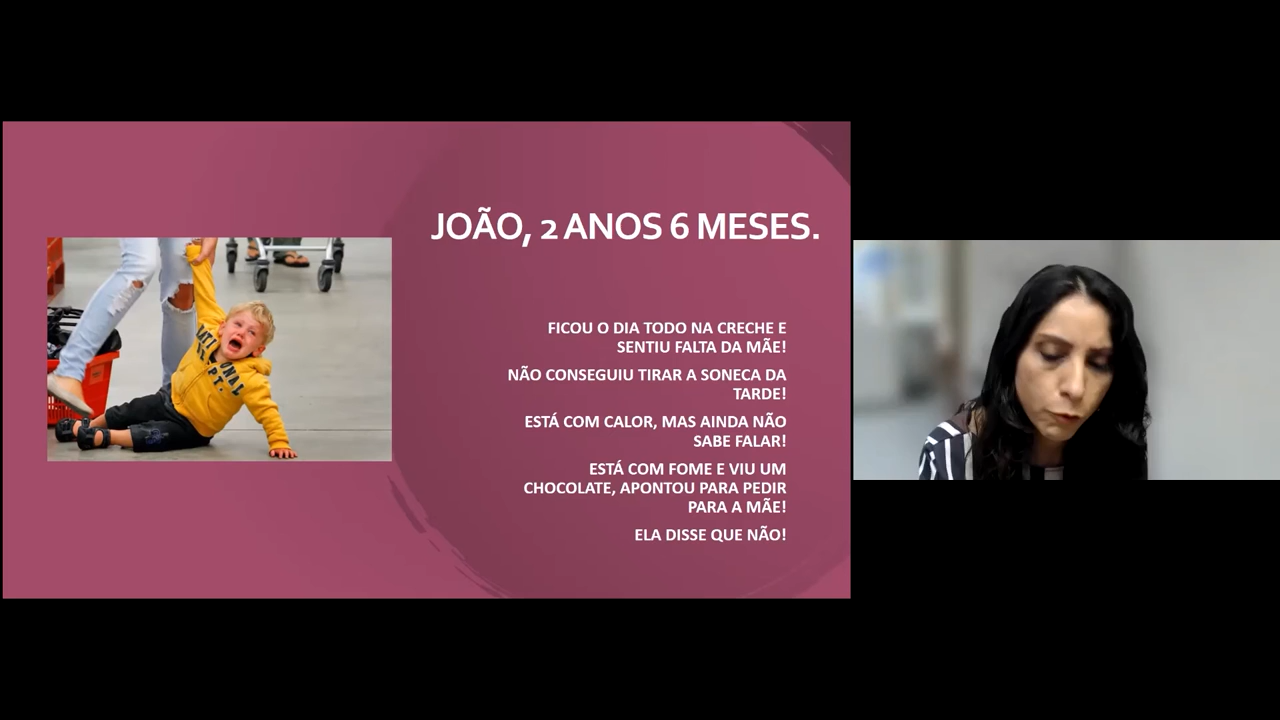 JOÃO, 2 ANOS 6 MESES.
FICOU O DIA TODO NA CRECHE E
SENTIU FALTA DA MÃE!
NÃO CONSEGUIU TIRAR A SONECA DA
TARDE!
ESTÁ COM CALOR, MAS AINDA NÃO
SABE FALAR!
ESTÁ COM FOME E VIU UM
CHOCOLATE, APONTOU PARA PEDIR
PARA A MÃE!
ELA DISSE QUE NÃO!